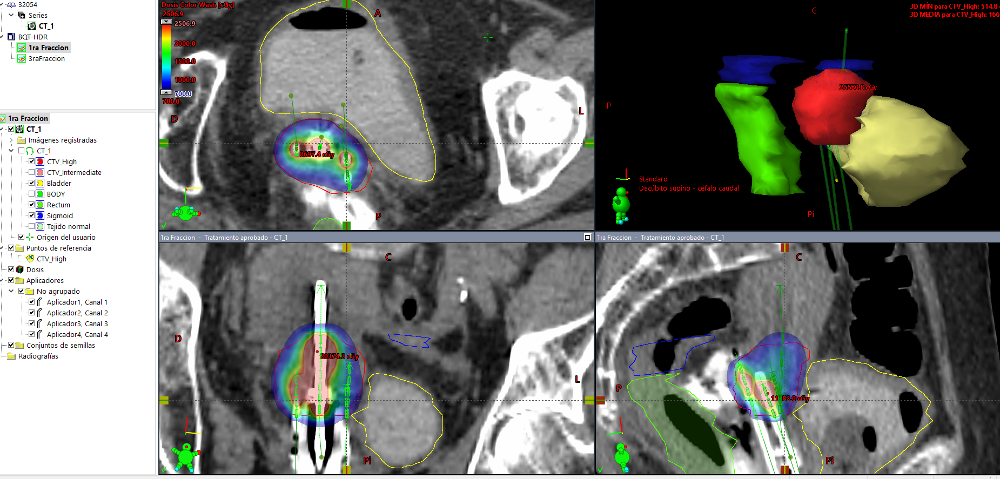 32054
Series
CT_1
BQT-HDR
1ra Fraccion
3raFraccion
1ra Fraccion
CT_1
Imágenes registradas
CT_1
CTV_High
CTV_Intermediate
Bladder
BODY
Rectum
Sigmoid
Tejido normal
Origen del usuario
Puntos de referencia
CTV_High
Dosis
Aplicadores
No agrupado
Aplicador1, Canal 1
Aplicador2, Canal 2
Aplicador3, Canal 3
Aplicador4, Canal 4
Conjuntos de semillas
Radiografías
Dosis Color Wash [cGy]
2506.9
2506.9
2000.0
1500.0
1000.0
700.0
700.0
A
D
L
8697.4 cGy
P
3D MÍN para CTV_High: 514.8
3D MEDIA para CTV_High: 166
C
25580.8 cGy
P
Standard
Decúbito supino - céfalo caudal
Pi
1ra Fraccion - Tratamiento aprobado - CT_1
C
D
20374.3 cGy
L
Pi
1ra Fraccion - Tratamiento aprobado - CT_1
C
P
cGy
Pi